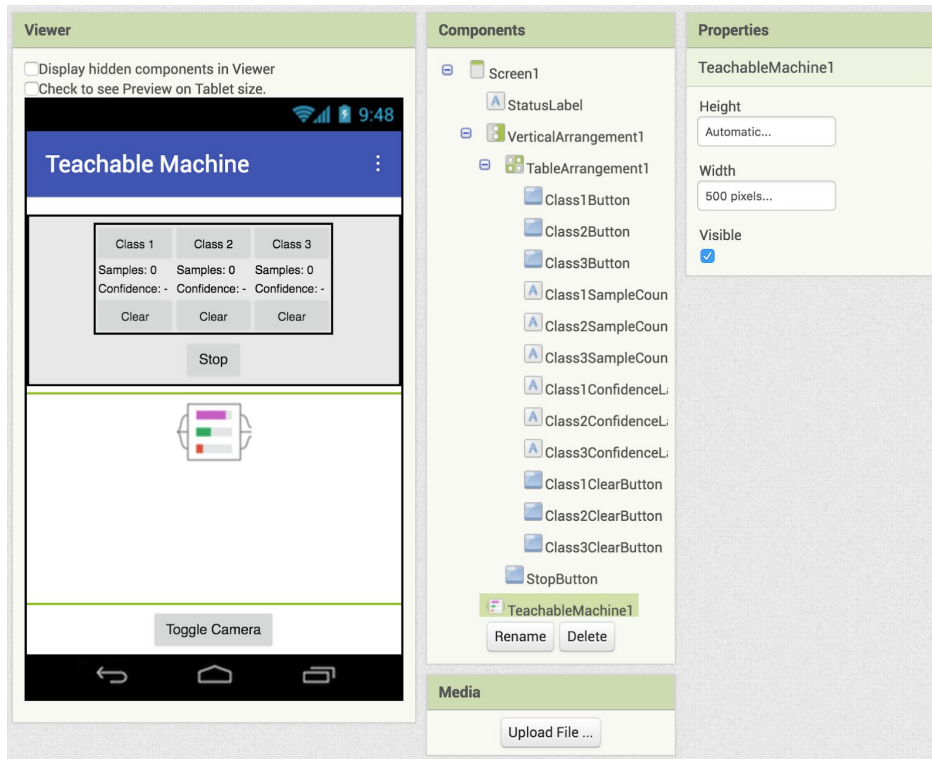 Viewer
Display hidden components in Viewer
Check to see Preview on Tablet size.
9:48
Teachable Machine
Class 1 Class 2 Class 3
Samples: 0 Samples: 0 Samples: 0
Confidence: - Confidence: - Confidence: -
Clear Clear Clear
Stop
Toggle Camera
Components
Screen1
StatusLabel
VerticalArrangement1
TableArrangement1
Class1Button
Class2Button
Class3Button
Class1SampleCoun
Class2SampleCoun
Class3SampleCoun
Class1ConfidenceL
Class2ConfidenceL
Class3ConfidenceL
Class1ClearButton
Class2ClearButton
Class3ClearButton
StopButton
TeachableMachine1
Rename Delete
Media
Upload File ...
Properties
TeachableMachine1
Height
Automatic...
Width
500 pixels...
Visible